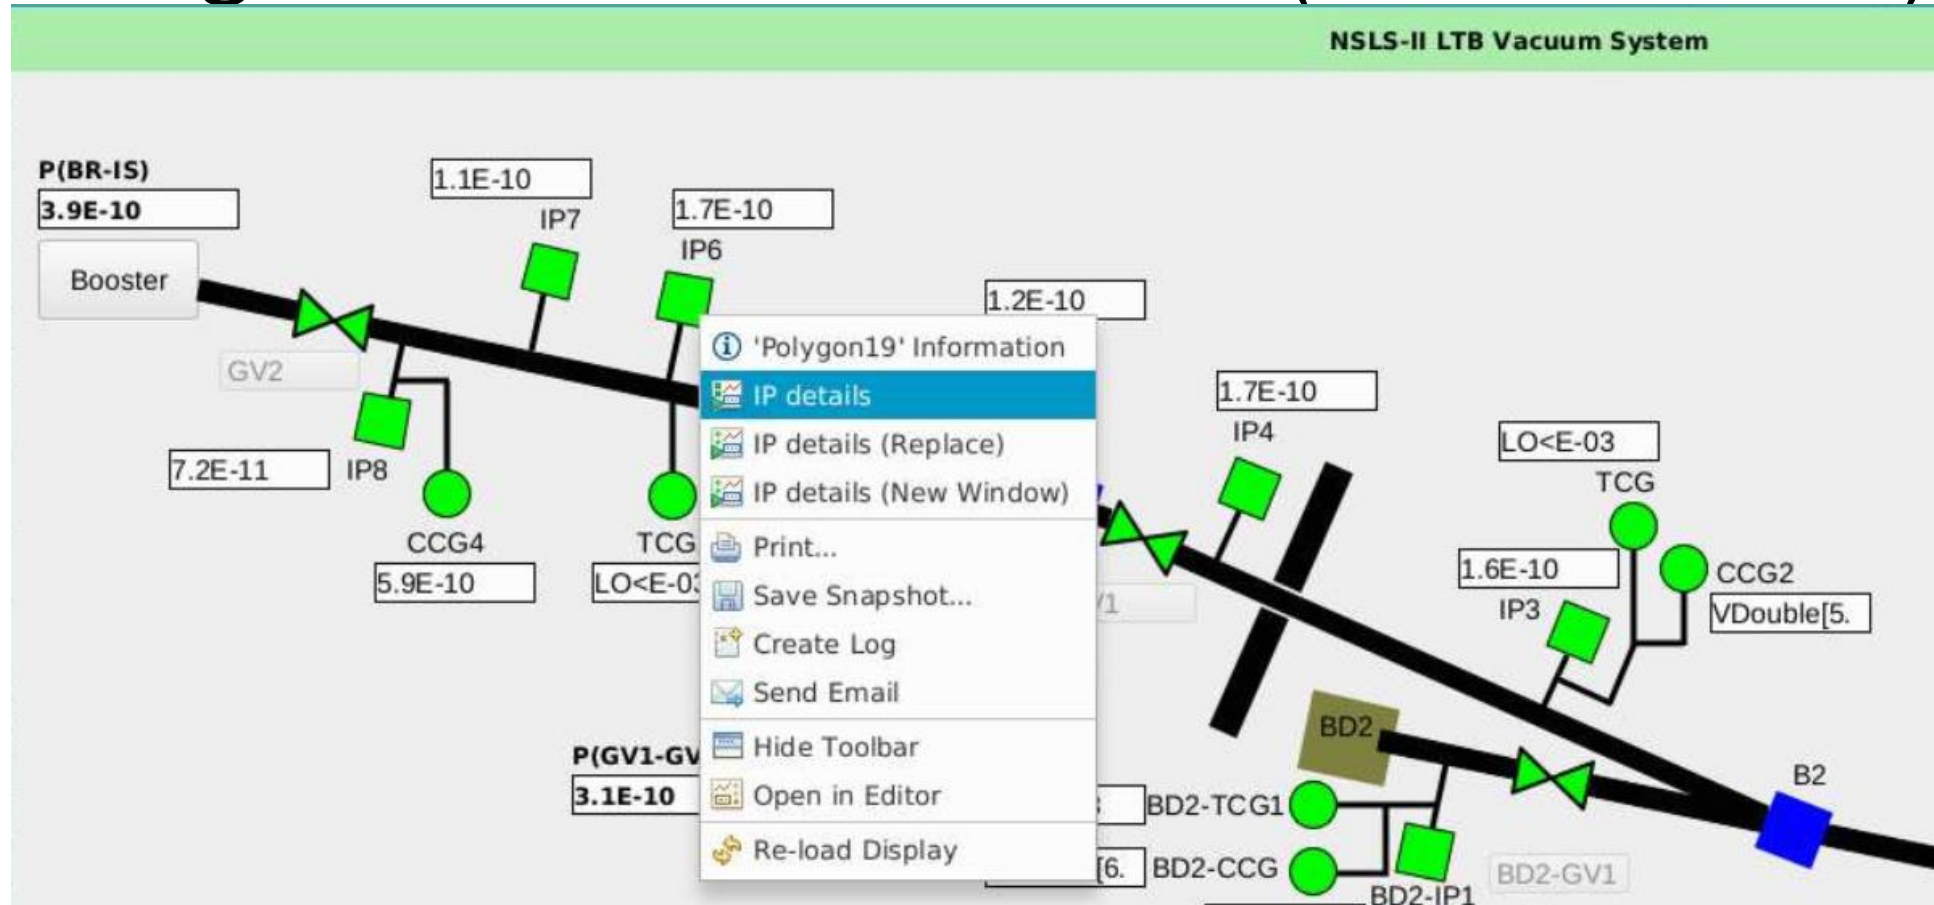 NSLS-II LTB Vacuum System
P(BR-IS)
3.9E-10
Booster
1.1E-10
IP7
1.7E-10
IP6
1.2E-10
GV2
7.2E-11
IP8
CCG4
5.9E-10
TCG
LO<E-03
'Polygon19' Information
IP details
IP details (Replace)
IP details (New Window)
Print...
Save Snapshot...
Create Log
Send Email
Hide Toolbar
Open in Editor
Re-load Display
P(GV1-GV
3.1E-10
1.7E-10
IP4
LO<E-03
TCG
1.6E-10
IP3
CCG2
VDouble[5.
BD2
B2
BD2-TCG1
[6.
BD2-CCG
BD2-IP1
BD2-GV1